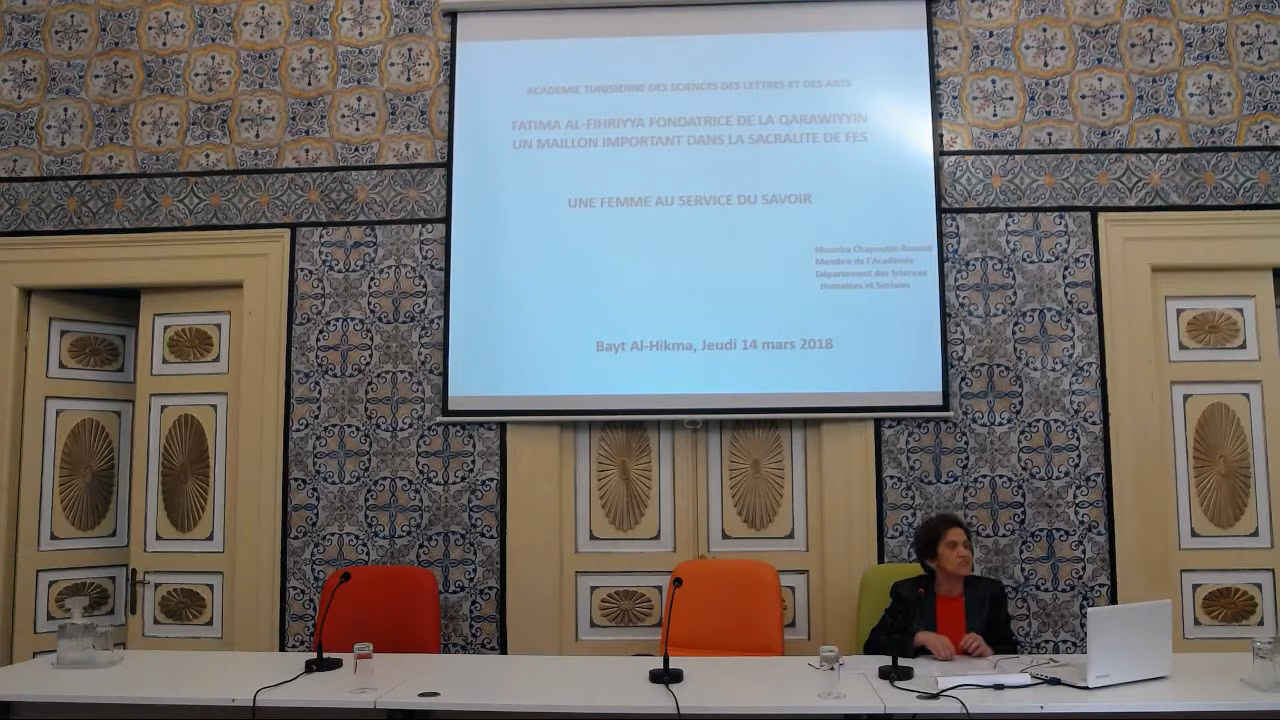 ACADEMIE TUNISIENNE DES SCIENCES DES LETTRES ET DES ARTS
FATIMA AL-FIHRIYYA FONDATRICE DE LA QARAWIYYIN
UN MAILLON IMPORTANT DANS LA SACRALITE DE FES
UNE FEMME AU SERVICE DU SAVOIR
Mounira
Membre de l'Académie
Département des Sciences
Humaines et Sociales
Bayt Al-Hikma, Jeudi 14 mars 2018